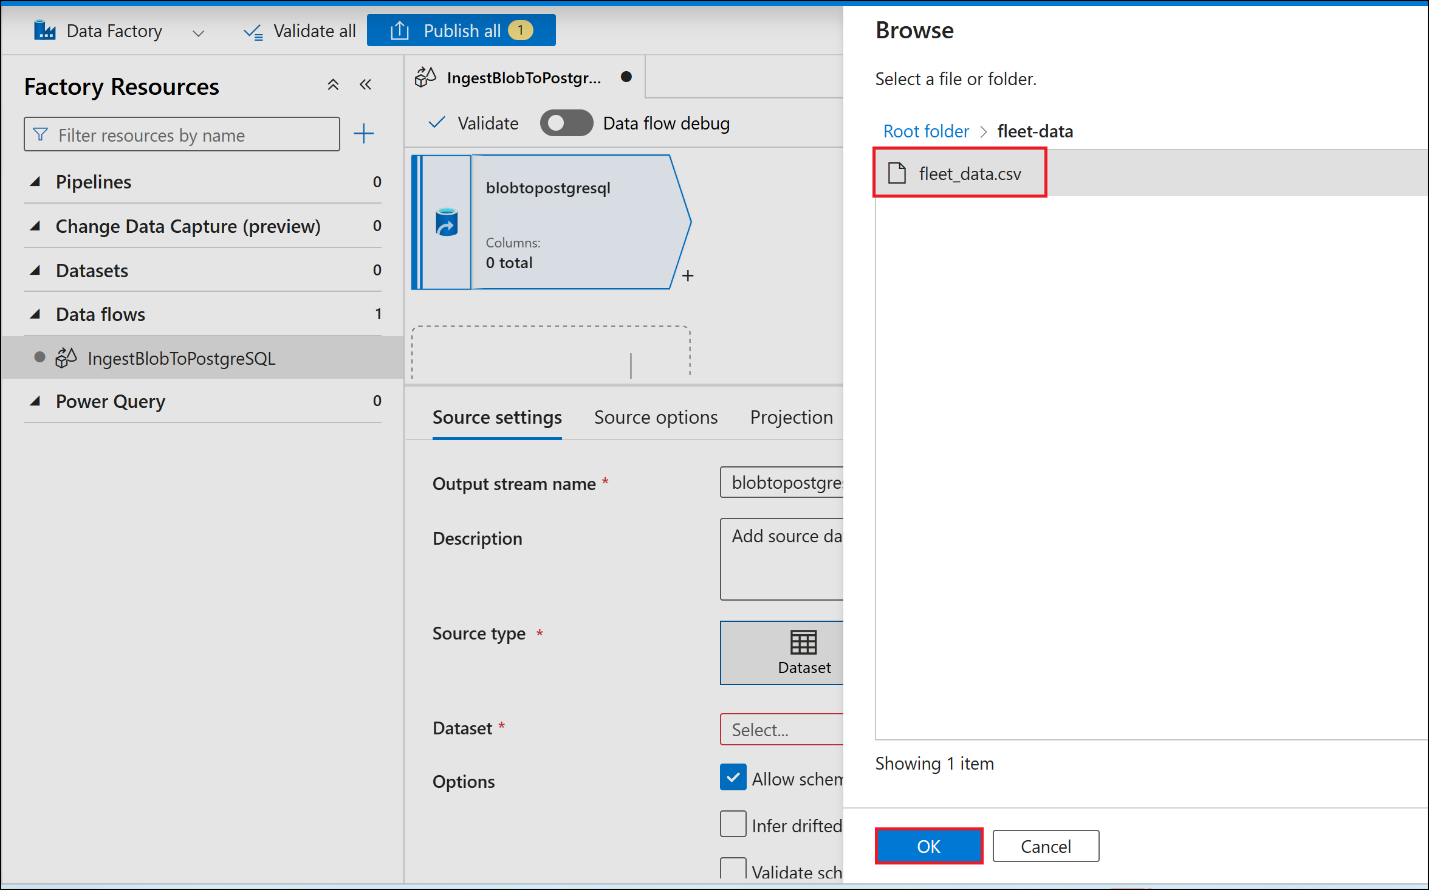 Data Factory
Validate all
Publish all 1
Factory Resources
Filter resources by name
Pipelines 0
Change Data Capture (preview) 0
Datasets 0
Data flows 1
IngestBlobToPostgreSQL
Power Query 0
IngestBlobToPostgr...
Validate
Data flow debug
blobtopostgresql
Columns:
0 total
+
Source settings
Source options
Projection
Output stream name *
blobtopostgre
Description
Add source da
Source type *
Dataset
Dataset *
Select...
Options
Allow schem
Infer drifted
Validate sch
Browse
Select a file or folder.
Root folder > fleet-data
fleet_data.csv
Showing 1 item
OK
Cancel